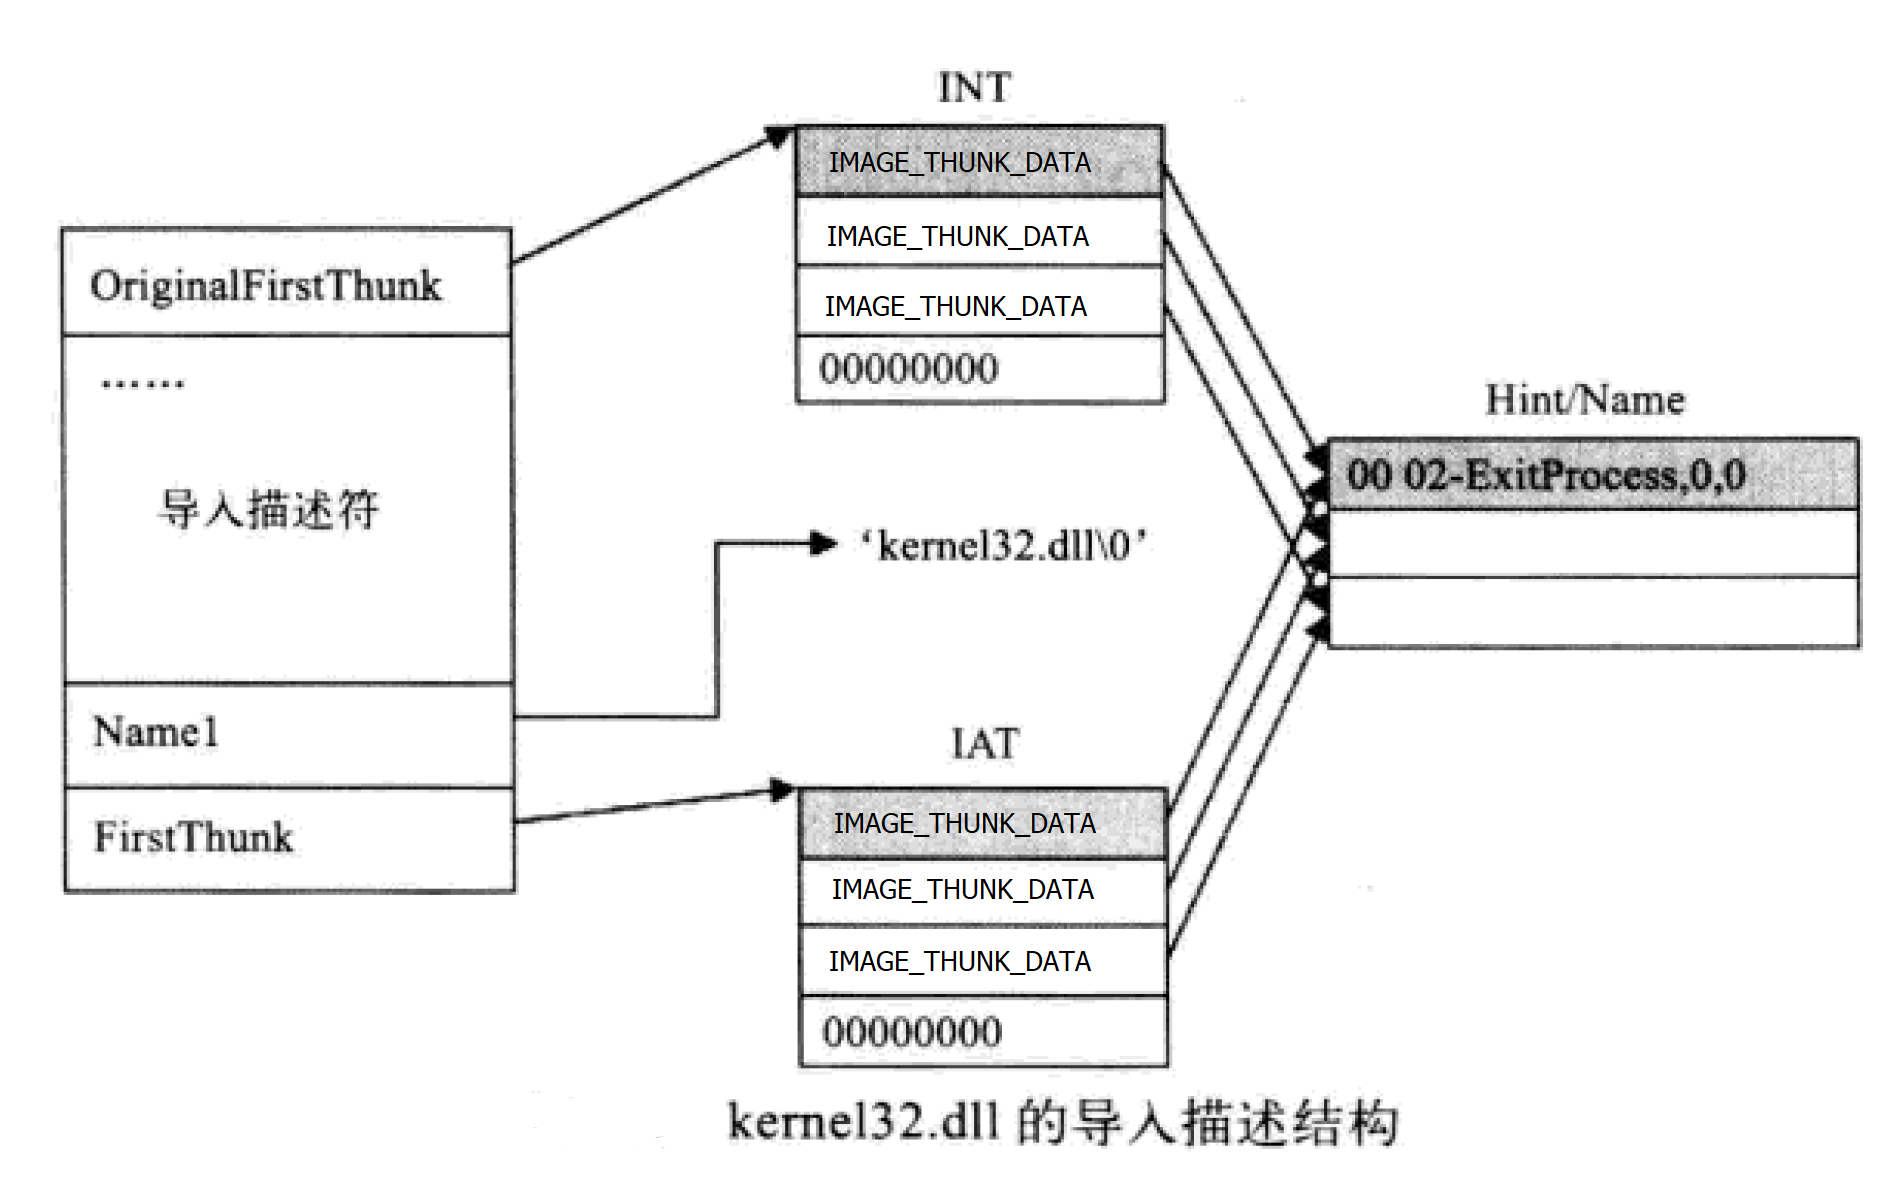 INT
IMAGE_THUNK_DATA
IMAGE_THUNK_DATA
IMAGE_THUNK_DATA
00000000
OriginalFirstThunk
……
导入描述符
Name1
FirstThunk
‘kernel32.dll\0’
Hint/Name
00 02-ExitProcess,0,0
IAT
IMAGE_THUNK_DATA
IMAGE_THUNK_DATA
IMAGE_THUNK_DATA
00000000
kernel32.dll 的导入描述结构